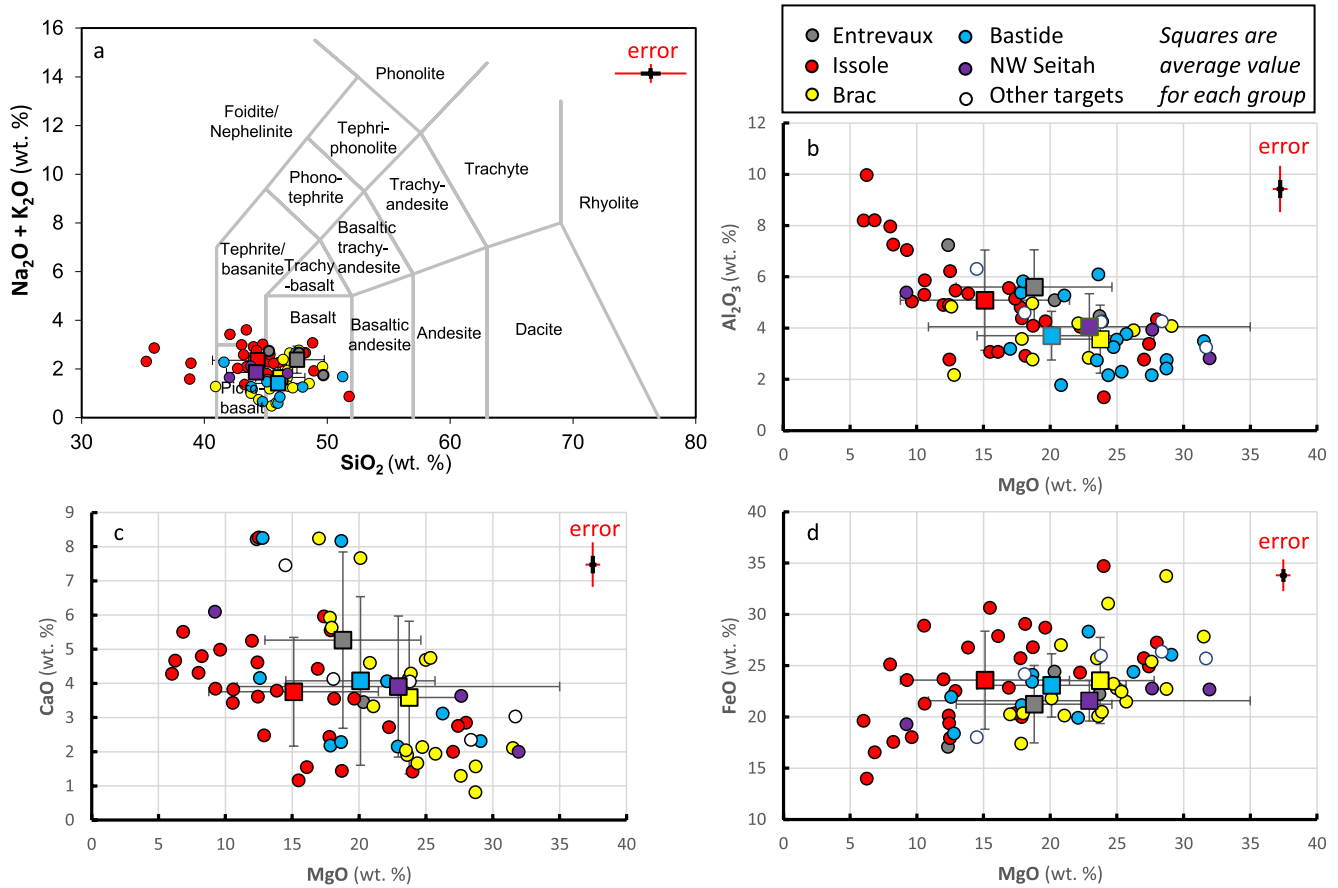 a
error
Na2O + K2O (wt. %)
16
14
12
10
8
6
4
2
0
30
40
50
60
70
80
SiO2 (wt. %)
Phonolite
Foidite/
Nephelinite
Tephri-
phonolite
Phono-
tephrite
Trachy-
andesite
Trachyte
Rhyolite
Tephrite/
basanite
Trachy
-basalt
Basaltic
trachy-
andesite
Basalt
Basaltic
andesite
Andesite
Dacite
Picro-
basalt
Entrevaux
Issole
Brac
Bastide
NW Seitah
Other targets
Squares are
average value
for each group
b
error
Al2O3 (wt. %)
12
10
8
6
4
2
0
0
5
10
15
20
25
30
35
40
MgO (wt. %)
c
error
CaO (wt. %)
9
8
7
6
5
4
3
2
1
0
0
5
10
15
20
25
30
35
40
MgO (wt. %)
d
error
FeO (wt. %)
40
35
30
25
20
15
10
0
5
10
15
20
25
30
35
40
MgO (wt. %)